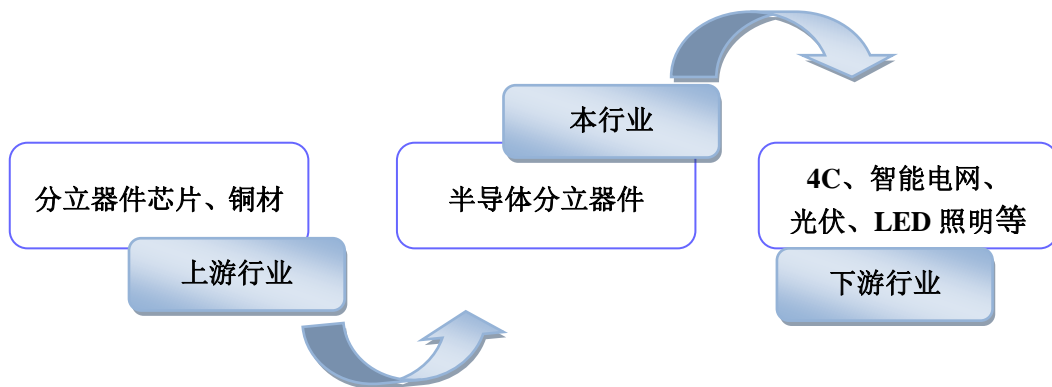 分立器件芯片、铜材
上游行业
本行业
半导体分立器件
4C、智能电网、
光伏、LED 照明等
下游行业